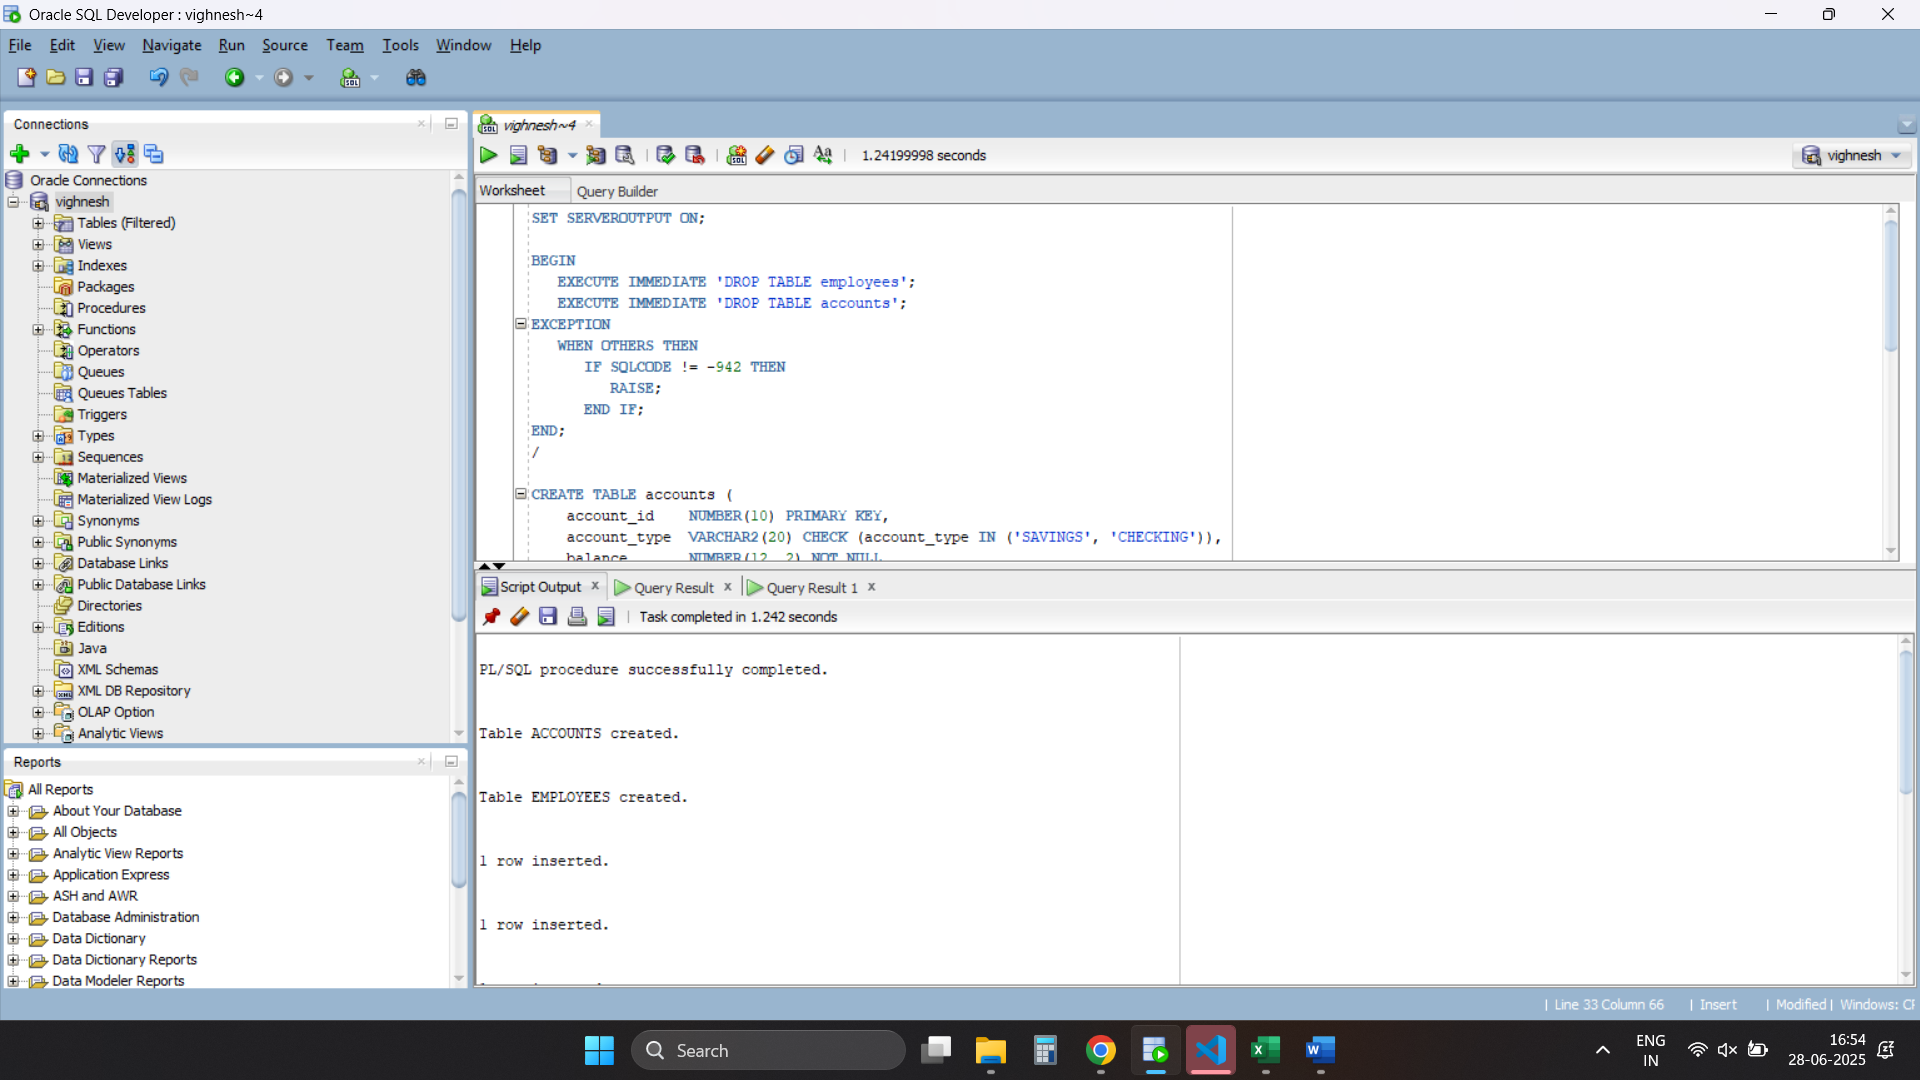 Oracle SQL Developer : vighnesh~4
File Edit View Navigate Run Source Team Tools Window Help
Connections
Oracle Connections
vighnesh
Tables (Filtered)
Views
Indexes
Packages
Procedures
Functions
Operators
Queues
Queues Tables
Triggers
Types
Sequences
Materialized Views
Materialized View Logs
Synonyms
Public Synonyms
Database Links
Public Database Links
Directories
Editions
Java
XML Schemas
XML DB Repository
OLAP Option
Analytic Views
Reports
All Reports
About Your Database
All Objects
Analytic View Reports
Application Express
ASH and AWR
Database Administration
Data Dictionary
Data Dictionary Reports
Data Modeler Reports
vighnesh~4
1.24199998 seconds
vighnesh
Worksheet Query Builder
SET SERVEROUTPUT ON;
BEGIN
EXECUTE IMMEDIATE 'DROP TABLE employees';
EXECUTE IMMEDIATE 'DROP TABLE accounts';
EXCEPTION
WHEN OTHERS THEN
IF SQLCODE != -942 THEN
RAISE;
END IF;
END;
/
CREATE TABLE accounts (
account_id NUMBER(10) PRIMARY KEY,
account_type VARCHAR2(20) CHECK (account_type IN ('SAVINGS', 'CHECKING')),
balance NUMBER(12, 2) NOT NULL
Script Output x Query Result x Query Result 1 x
Task completed in 1.242 seconds
PL/SQL procedure successfully completed.
Table ACCOUNTS created.
Table EMPLOYEES created.
1 row inserted.
1 row inserted.
Line 33 Column 66 Insert Modified Windows: C
Search
ENG
IN
16:54
28-06-2025